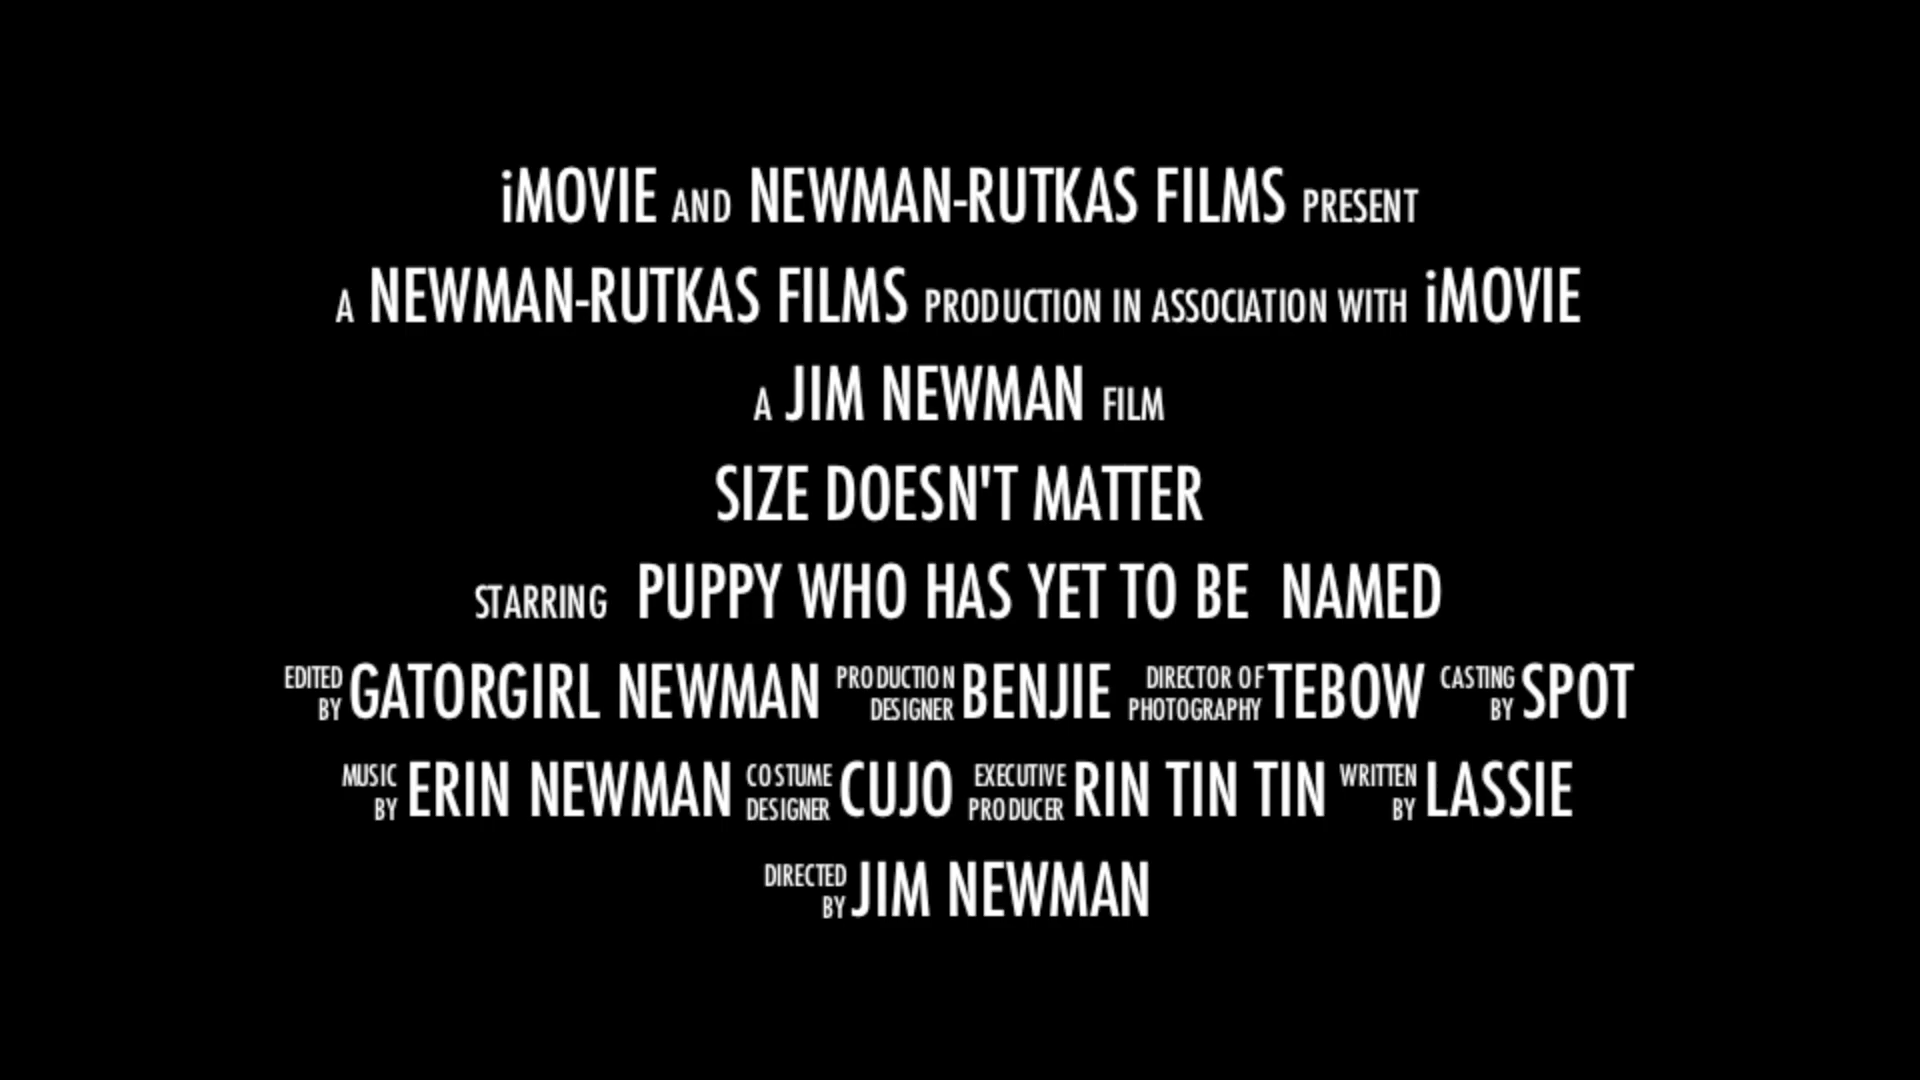 iMOVIE AND NEWMAN-RUTKAS FILMS PRESENT
A NEWMAN-RUTKAS FILMS PRODUCTION IN ASSOCIATION WITH iMOVIE
A JIM NEWMAN FILM
SIZE DOESN'T MATTER
STARRING PUPPY WHO HAS YET TO BE NAMED
EDITED BY GATORGIRL NEWMAN PRODUCTION DESIGNER BENJIE DIRECTOR OF PHOTOGRAPHY TEBOW CASTING BY SPOT
MUSIC BY ERIN NEWMAN COSTUME DESIGNER CUJO EXECUTIVE PRODUCER RIN TIN TIN WRITTEN BY LASSIE
DIRECTED BY JIM NEWMAN